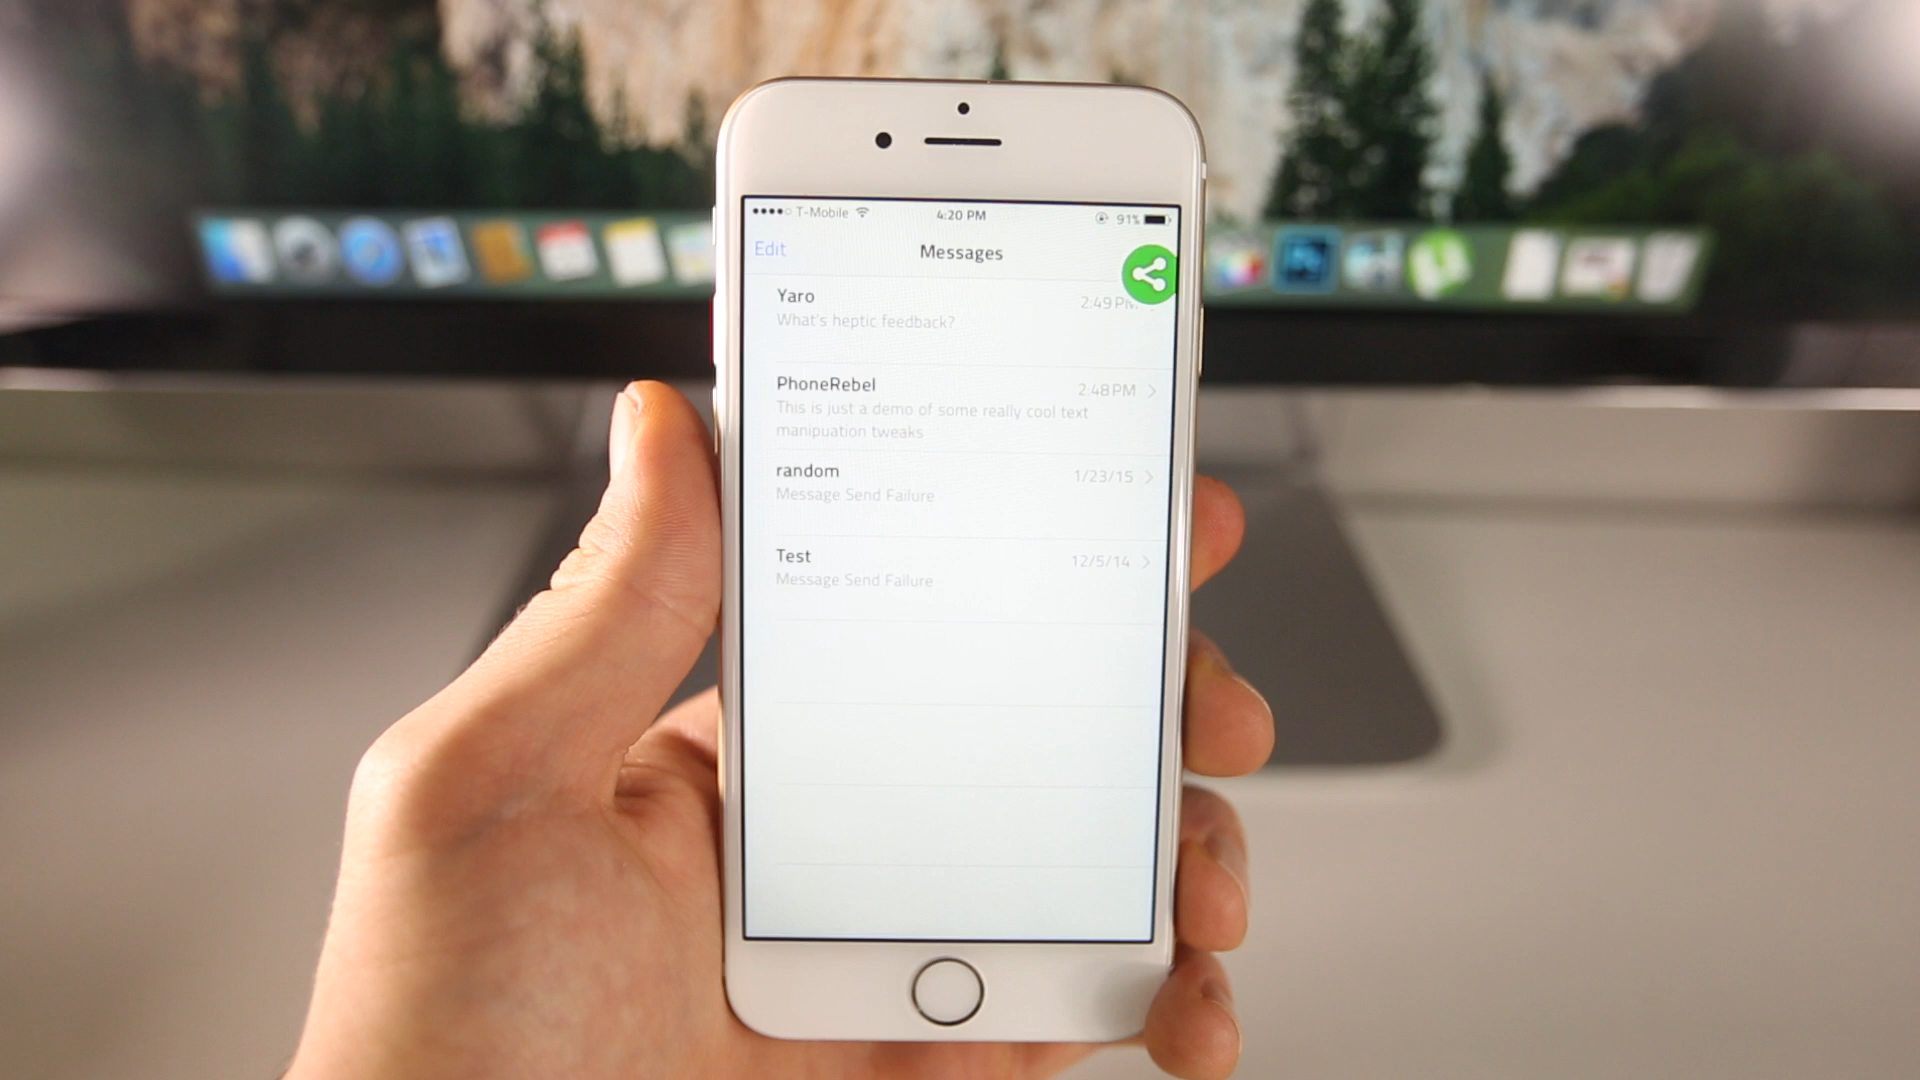 T-Mobile 4:20 PM 91%
Edit Messages
Yaro 2:49 PM
What's heptic feedback?
PhoneRebel 2:48 PM
This is just a demo of some really cool text
manipuation tweaks
random 1/23/15
Message Send Failure
Test 12/5/14
Message Send Failure